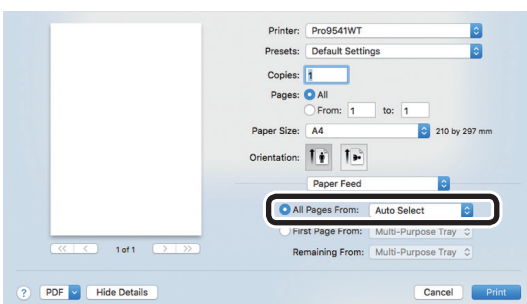 Printer: Pro9541WT
Presets: Default Settings
Copies: 1
Pages: All
From: 1 to: 1
Paper Size: A4 210 by 297 mm
Orientation:
Paper Feed
All Pages From: Auto Select
First Page From: Multi-Purpose Tray
Remaining From: Multi-Purpose Tray
<< < 1 of 1 > >>
? PDF Hide Details Cancel Print